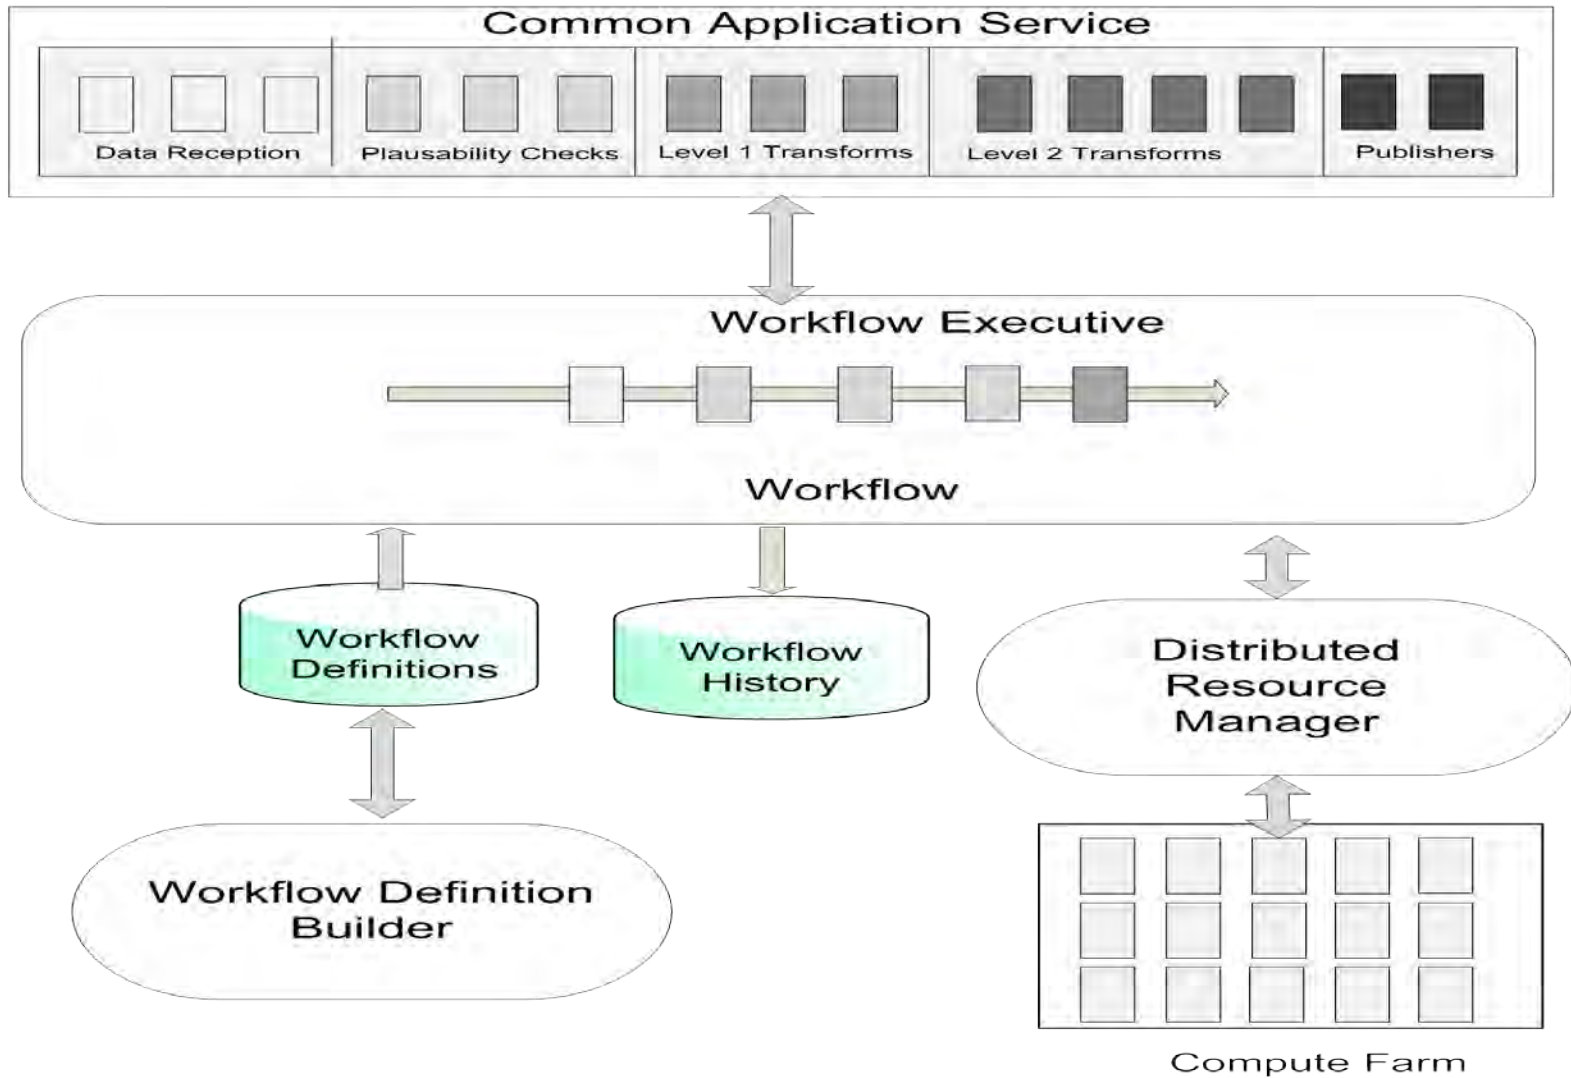 Common Application Service
Data Reception
Plausability Checks
Level 1 Transforms
Level 2 Transforms
Publishers
Workflow Executive
Workflow
Workflow
Definitions
Workflow
History
Distributed
Resource
Manager
Workflow Definition
Builder
Compute Farm